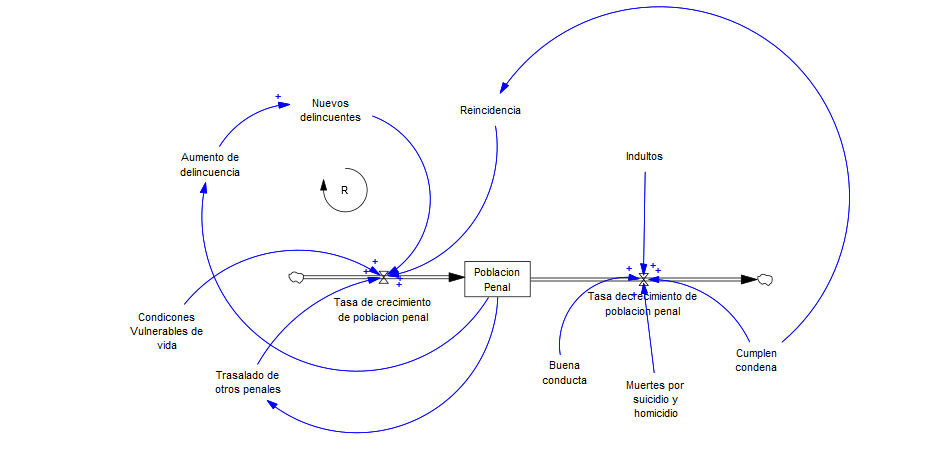 Nuevos
delincuentes
Reincidencia
Aumento de
delincuencia
Indultos
R
Poblacion
Penal
Tasa de crecimiento
de poblacion penal
Tasa decrecimiento de
poblacion penal
Condicones
Vulnerables de
vida
Trasalado de
otros penales
Buena
conducta
Muertes por
suicidio y
homicidio
Cumplen
condena